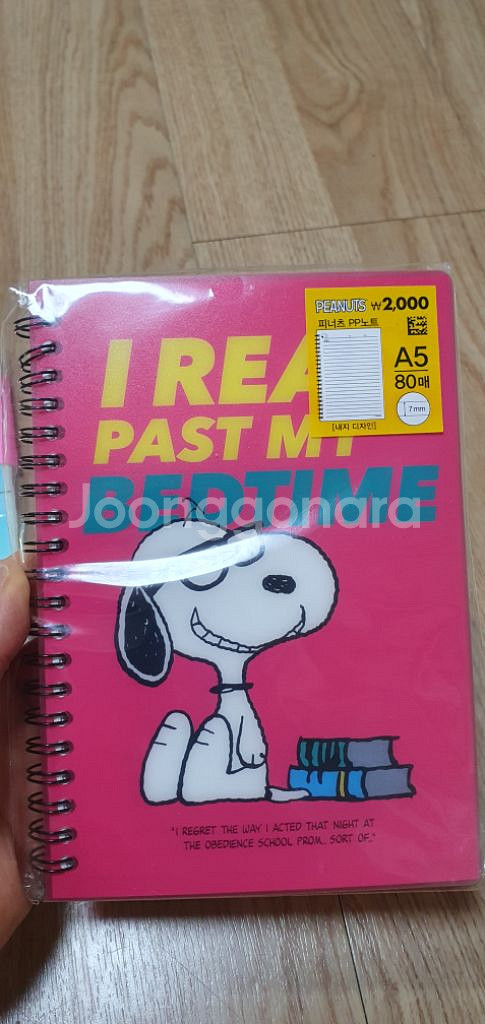 PEANUTS ₩2,000
피너츠 PP노트
A5
80매
7mm
[내지 디자인]
I REA
PAST MY
BEDTIME
Joonggonara
"I REGRET THE WAY I ACTED THAT NIGHT AT
THE OBEDIENCE SCHOOL PROM.. SORT OF.."